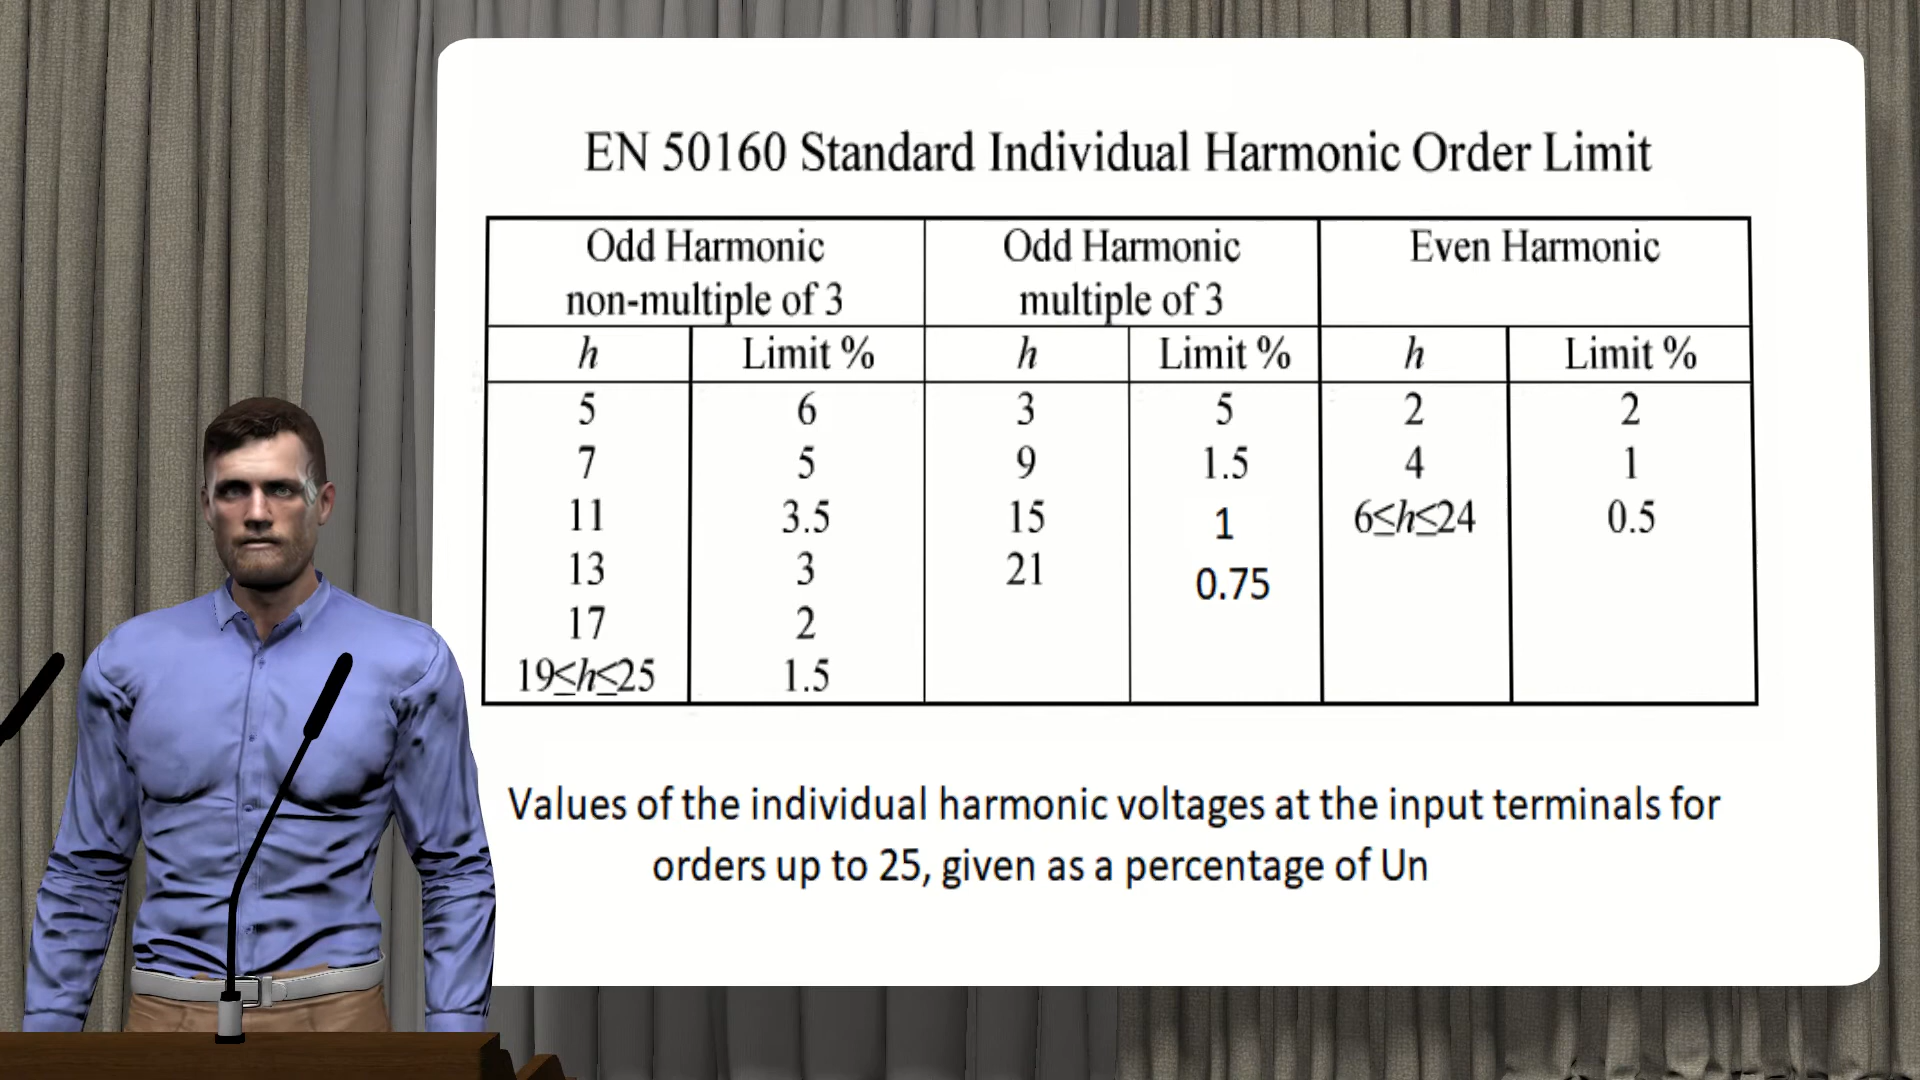 EN 50160 Standard Individual Harmonic Order Limit
Odd Harmonic non-multiple of 3 Odd Harmonic multiple of 3 Even Harmonic
h Limit % h Limit % h Limit %
5 6 3 5 2 2
7 5 9 1.5 4 1
11 3.5 15 1 6≤h≤24 0.5
13 3 21 0.75
17 2
19≤h≤25 1.5
Values of the individual harmonic voltages at the input terminals for
orders up to 25, given as a percentage of Un